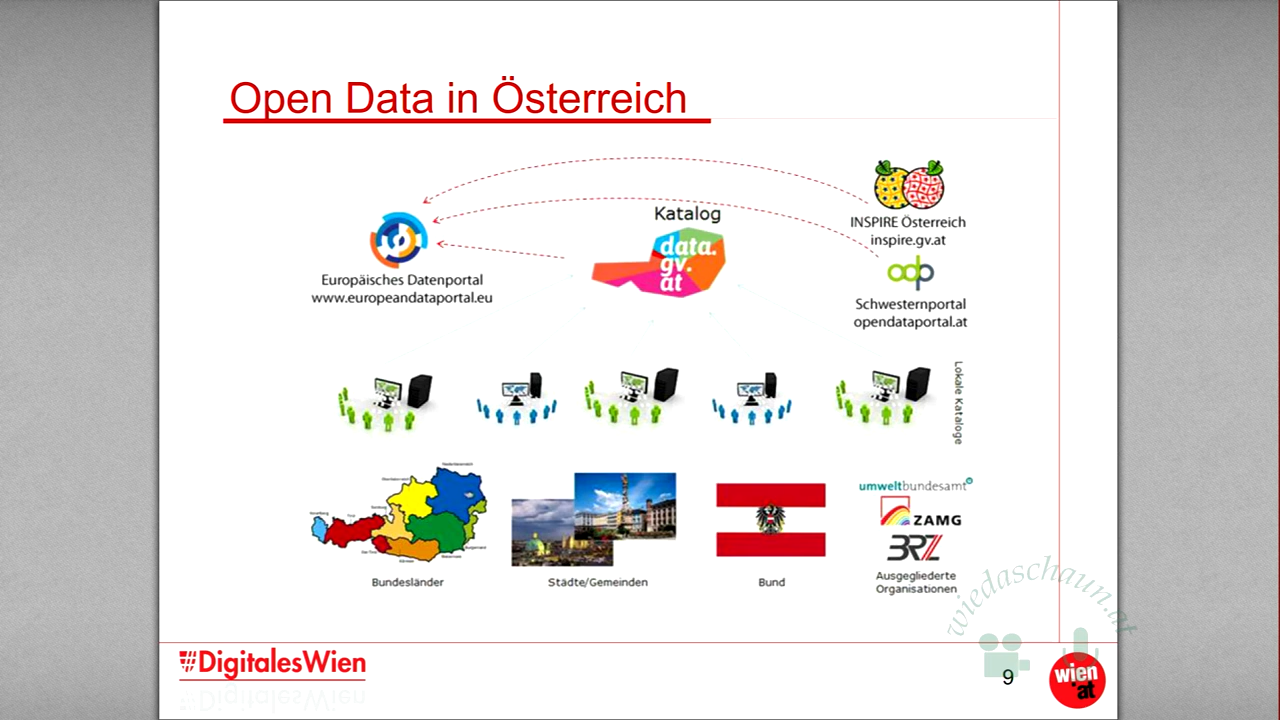 Open Data in Österreich
Katalog
data.
gv.
at
INSPIRE Österreich
inspire.gv.at
Europäisches Datenportal
www.europeandataportal.eu
odp
Schwesternportal
opendataportal.at
Lokale Kataloge
umweltbundesamt
ZAMG
BRZ
Bundesländer
Städte/Gemeinden
Bund
Ausgegliederte
Organisationen
wiedaschaun.at
#DigitalesWien
9
wien
.at